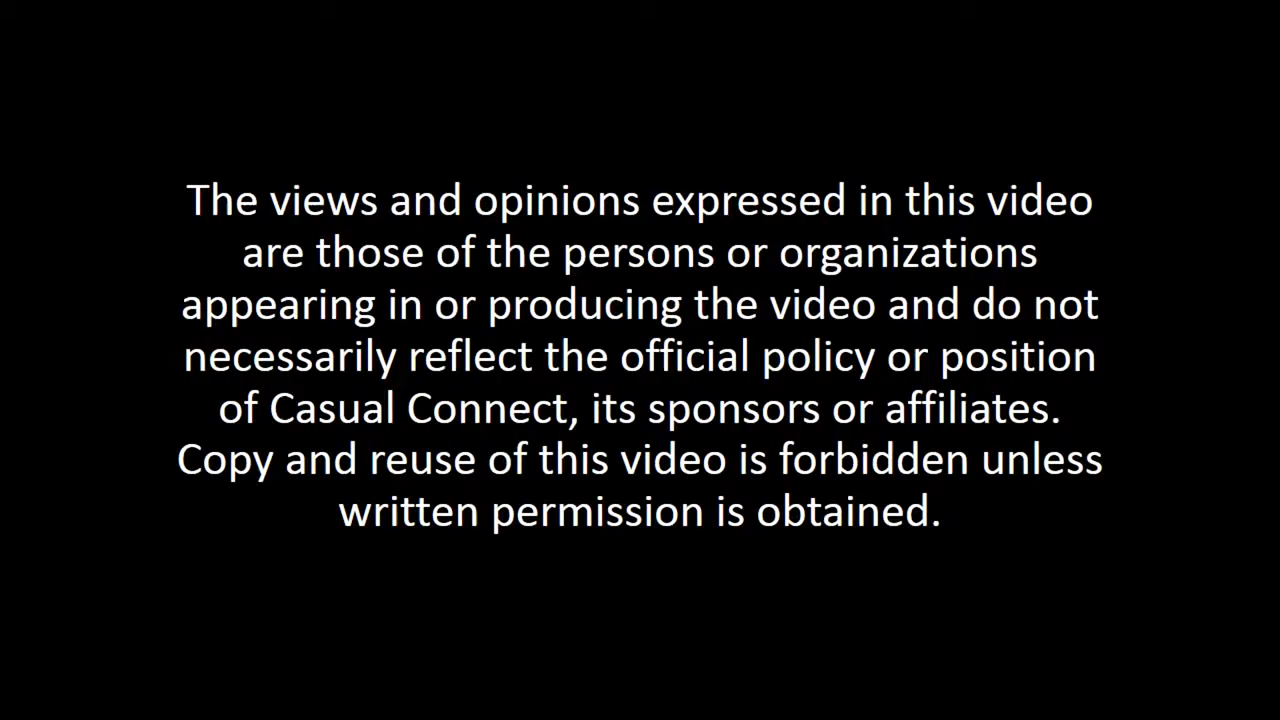 The views and opinions expressed in this video
are those of the persons or organizations
appearing in or producing the video and do not
necessarily reflect the official policy or position
of Casual Connect, its sponsors or affiliates.
Copy and reuse of this video is forbidden unless
written permission is obtained.